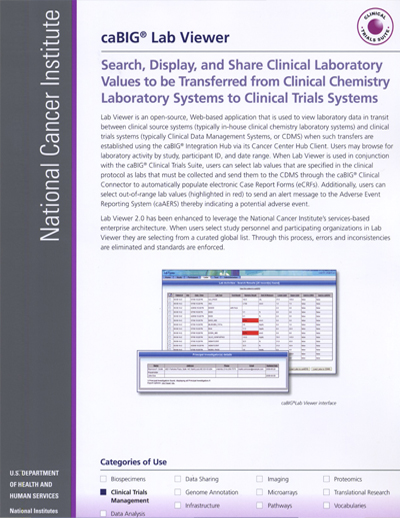 National Cancer Institute
caBIG® Lab Viewer
CLINICAL TRIALS SUITE
Search, Display, and Share Clinical Laboratory
Values to be Transferred from Clinical Chemistry
Laboratory Systems to Clinical Trials Systems
Lab Viewer is an open-source, Web-based application that is used to view laboratory data in transit
between clinical source systems (typically in-house clinical chemistry laboratory systems) and clinical
trials systems (typically Clinical Data Management Systems, or CDMS) when such transfers are
established using the caBIG® Integration Hub via its Cancer Center Hub Client. Users may browse for
laboratory activity by study, participant ID, and date range. When Lab Viewer is used in conjunction
with the caBIG® Clinical Trials Suite, users can select lab values that are specified in the clinical
protocol as labs that must be collected and send them to the CDMS through the caBIG® Clinical
Connector to automatically populate electronic Case Report Forms (eCRFs). Additionally, users can
select out-of-range lab values (highlighted in red) to send an alert message to the Adverse Event
Reporting System (caAERS) thereby indicating a potential adverse event.
Lab Viewer 2.0 has been enhanced to leverage the National Cancer Institute's services-based
enterprise architecture. When users select study personnel and participating organizations in Lab
Viewer they are selecting from a curated global list. Through this process, errors and inconsistencies
are eliminated and standards are enforced.
caBIG®Lab Viewer interface
Categories of Use
Biospecimens
Data Sharing
Imaging
Proteomics
Clinical Trials
Management
Genome Annotation
Microarrays
Translational Research
Infrastructure
Pathways
Vocabularies
Data Analysis
U.S. DEPARTMENT
OF HEALTH AND
HUMAN SERVICES
National Institutes